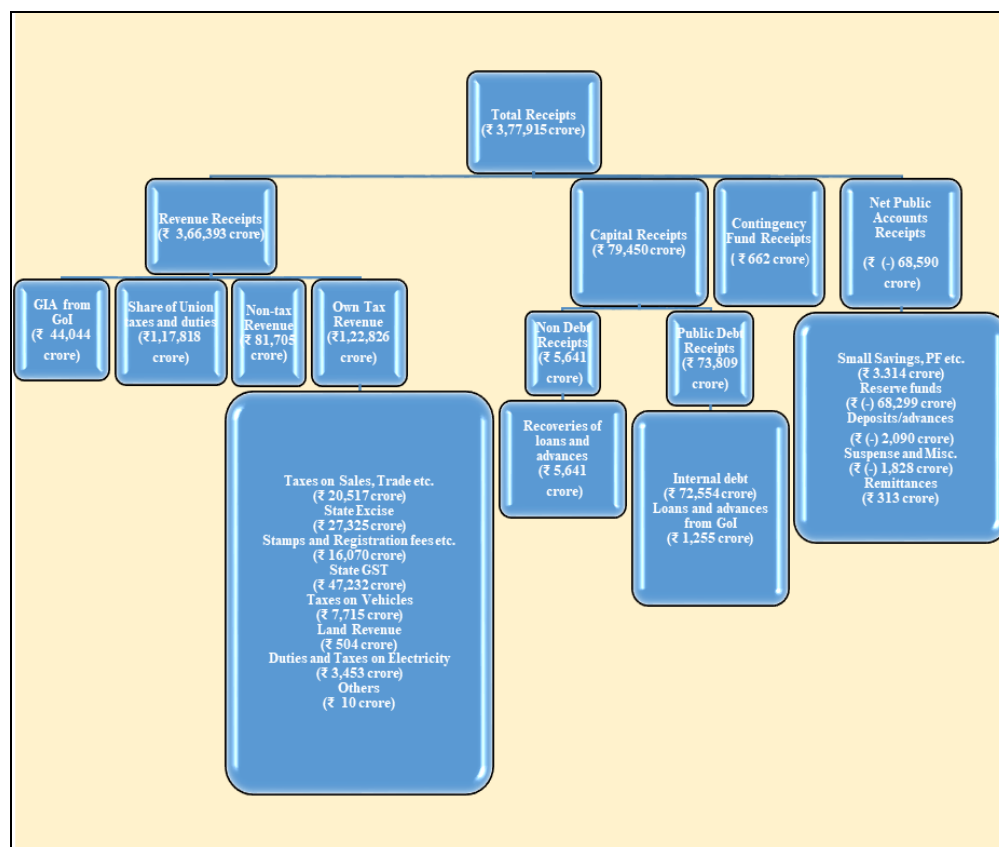 Total Receipts
(₹ 3,77,915 crore)
Revenue Receipts
(₹ 3,66,393 crore)
Capital Receipts
(₹ 79,450 crore)
Contingency
Fund Receipts
( ₹ 662 crore)
Net Public
Accounts
Receipts
(₹ (-) 68,590
crore)
GIA from
GoI
(₹ 44,044
crore)
Share of Union
taxes and duties
(₹1,17,818
crore)
Non-tax
Revenue
(₹ 81,705
crore)
Own Tax
Revenue
(₹1,22,826
crore)
Non Debt
Receipts
(₹ 5,641
crore)
Public Debt
Receipts
(₹ 73,809
crore)
Taxes on Sales, Trade etc.
(₹ 20,517 crore)
State Excise
(₹ 27,325 crore)
Stamps and Registration fees etc.
(₹ 16,070 crore)
State GST
(₹ 47,232 crore)
Taxes on Vehicles
(₹ 7,715 crore)
Land Revenue
(₹ 504 crore)
Duties and Taxes on Electricity
(₹ 3,453 crore)
Others
(₹ 10 crore)
Recoveries of
loans and
advances
(₹ 5,641
crore)
Internal debt
(₹ 72,554 crore)
Loans and advances
from GoI
(₹ 1,255 crore)
Small Savings, PF etc.
(₹ 3.314 crore)
Reserve funds
(₹ (-) 68,299 crore)
Deposits/advances
(₹ (-) 2,090 crore)
Suspense and Misc.
(₹ (-) 1,828 crore)
Remittances
(₹ 313 crore)